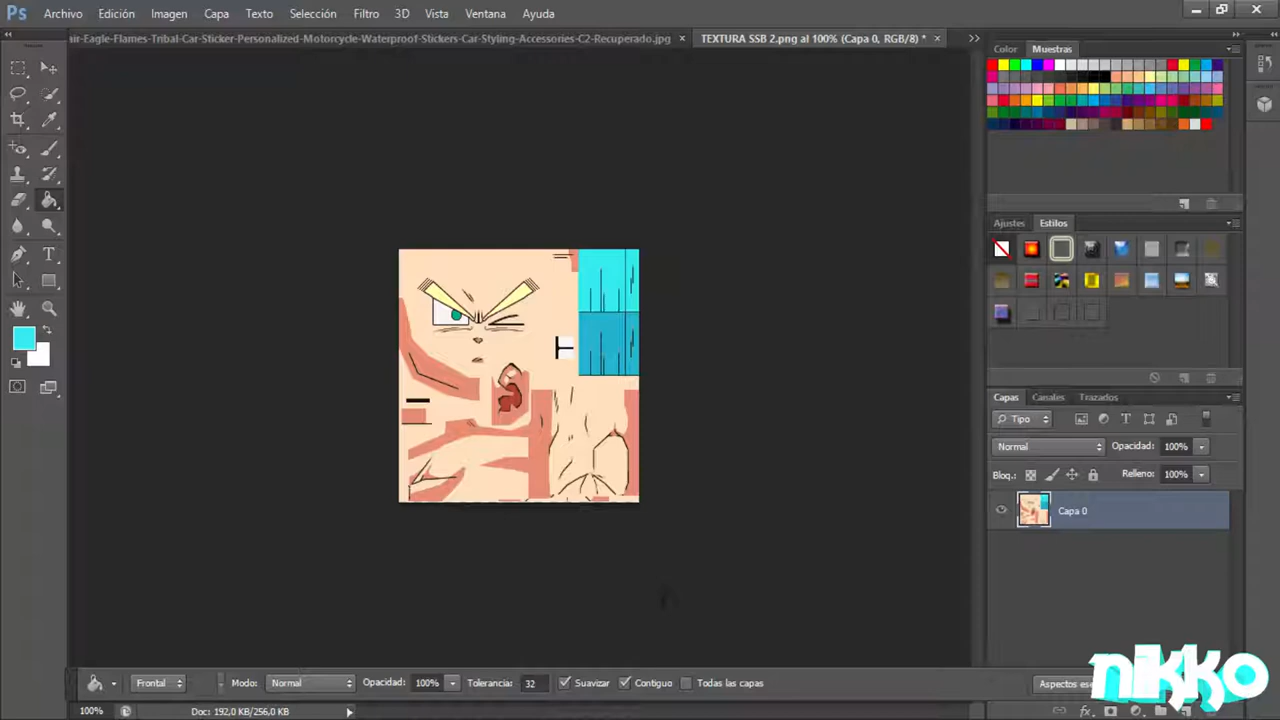 Ps Archivo Edición Imagen Capa Texto Selección Filtro 3D Vista Ventana Ayuda
air-Eagle-Flames-Tribal-Car-Sticker-Personalized-Motorcycle-Waterproof-Stickers-Car-Styling-Accessories-C2-Recuperado.jpg × TEXTURA SSB 2.png al 100% (Capa 0, RGB/8) * ×
Color Muestras
Ajustes Estilos
Capas Canales Trazados
Tipo
Normal Opacidad: 100%
Bloq.: Relleno: 100%
Capa 0
nikko
Frontal Modo: Normal Opacidad: 100% Tolerancia: 32 Suavizar Contiguo Todas las capas Aspectos ese
100% Doc: 192,0 KB/256,0 KB